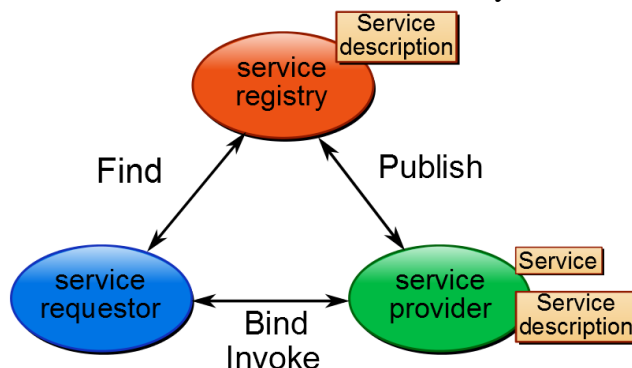 Service
description
service
registry
Find
Publish
service
requestor
service
provider
Service
Service
description
Bind
Invoke